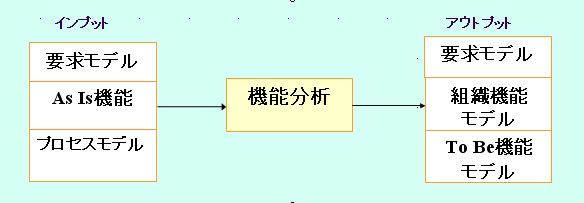 インプット
要求モデル
As Is機能
プロセスモデル
機能分析
アウトプット
要求モデル
組織機能
モデル
To Be機能
モデル